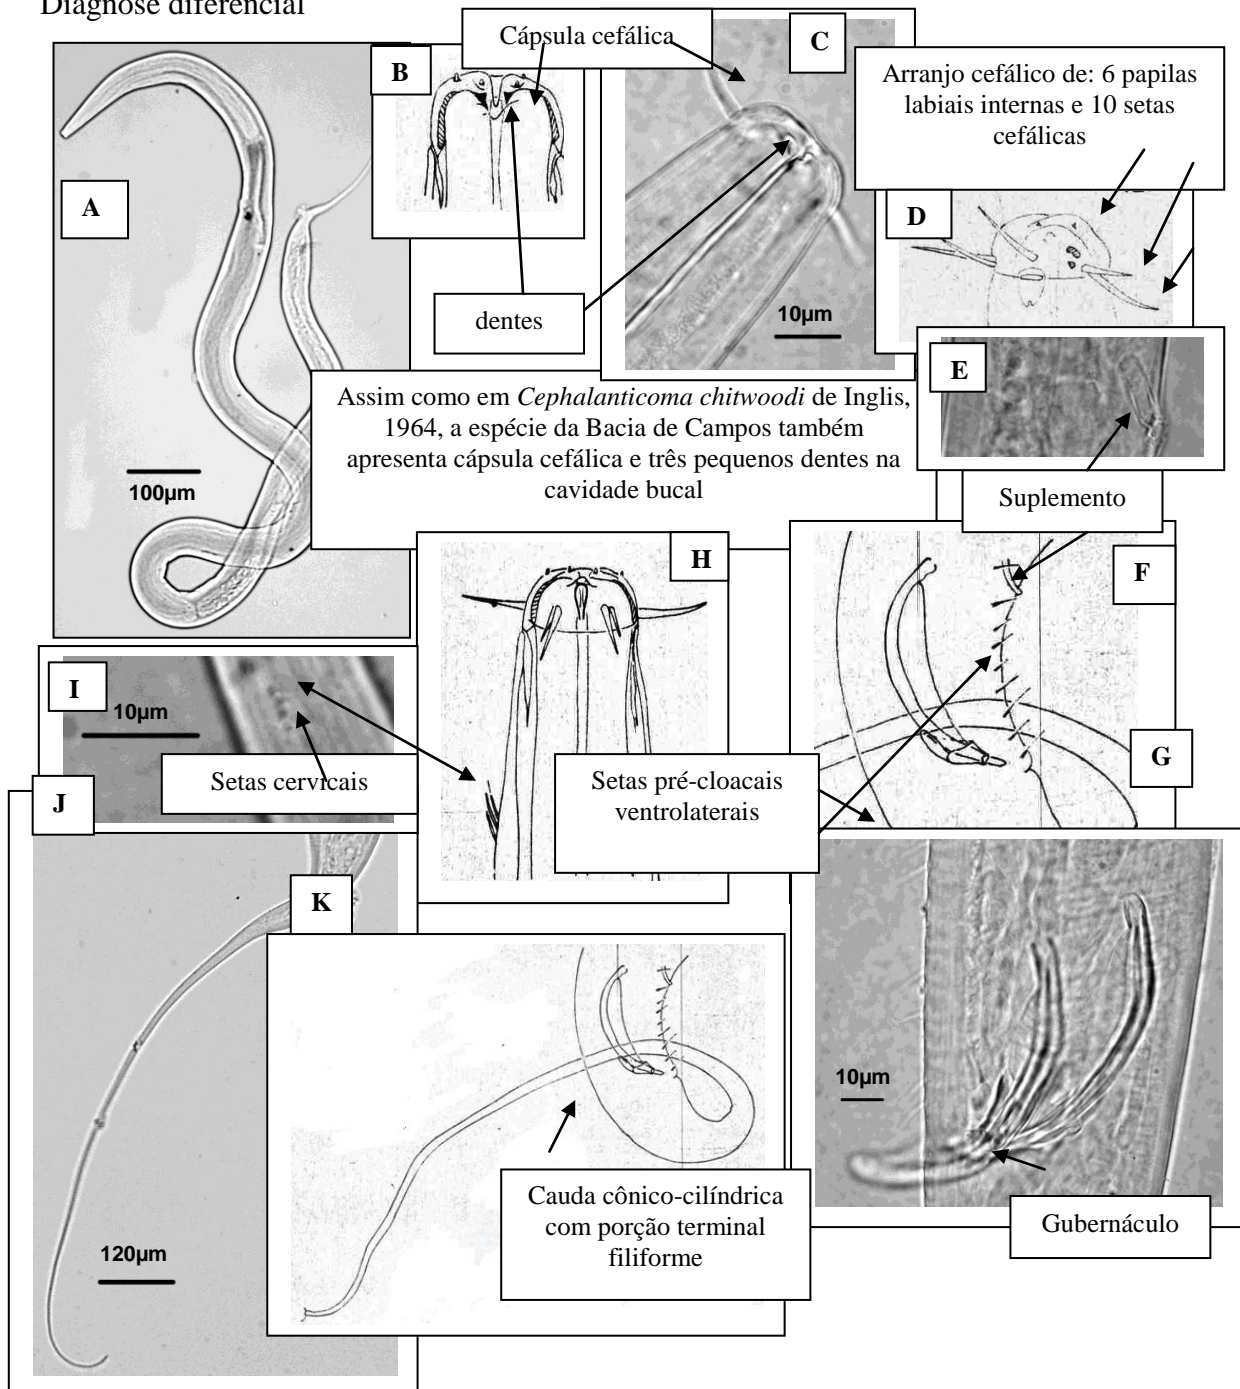 Diagnose diferencial
Cápsula cefálica
A
B
C
Arranjo cefálico de: 6 papilas
labiais internas e 10 setas
cefálicas
D
dentes
10µm
E
100µm
Assim como em Cephalanticoma chitwoodi de Inglis,
1964, a espécie da Bacia de Campos também
apresenta cápsula cefálica e três pequenos dentes na
cavidade bucal
Suplemento
H
F
I
10µm
Setas cervicais
Setas pré-cloacais
ventrolaterais
G
J
K
10µm
Cauda cônico-cilíndrica
com porção terminal
filiforme
Gubernáculo
120µm